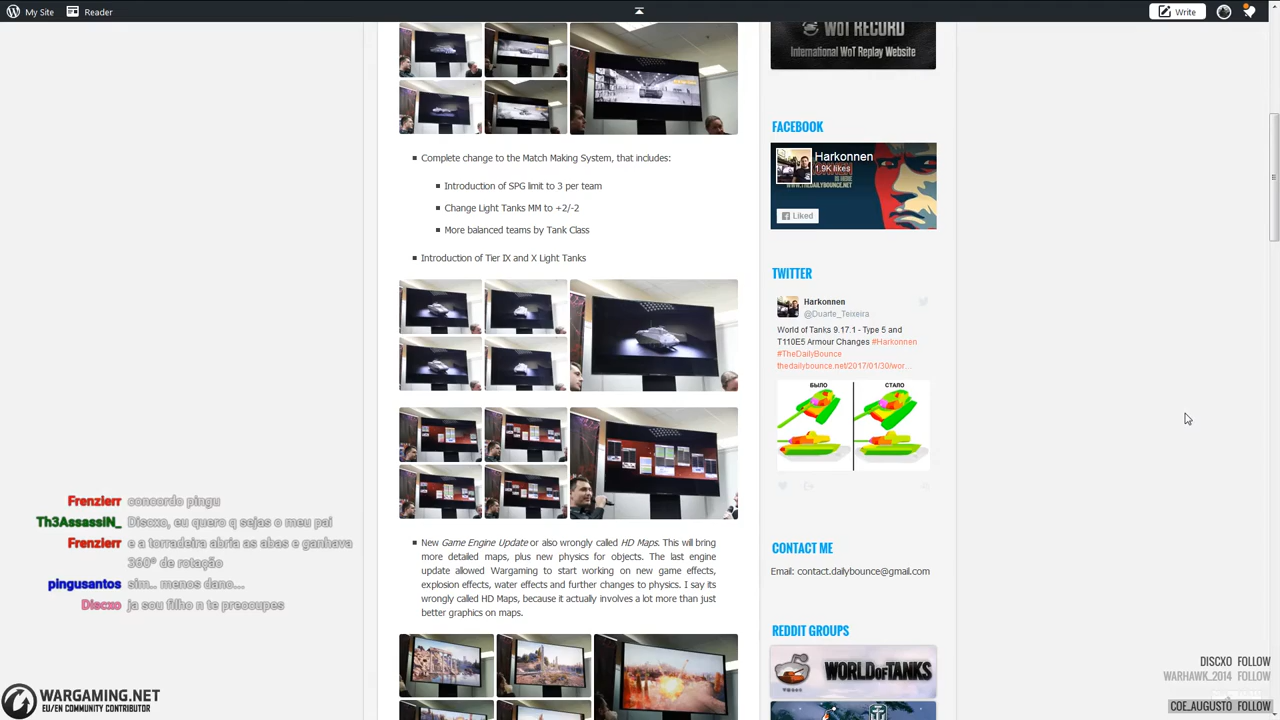 My Site
Reader
Write
WOT RECORD
International WoT Replay Website
Complete change to the Match Making System, that includes:
Introduction of SPG limit to 3 per team
Change Light Tanks MM to +2/-2
More balanced teams by Tank Class
Introduction of Tier IX and X Light Tanks
New Game Engine Update or also wrongly called HD Maps. This will bring
more detailed maps, plus new physics for objects. The last engine
update allowed Wargaming to start working on new game effects,
explosion effects, water effects and further changes to physics. I say its
wrongly called HD Maps, because it actually involves a lot more than just
better graphics on maps.
FACEBOOK
Harkonnen
1.9K likes
WWW.THEDAILYBOUNCE.NET
Liked
TWITTER
Harkonnen
@Duarte_Teixeira
World of Tanks 9.17.1 - Type 5 and
T110E5 Armour Changes #Harkonnen
#TheDailyBounce
thedailybounce.net/2017/01/30/wor...
БЫЛО
СТАЛО
CONTACT ME
Email: contact.dailybounce@gmail.com
REDDIT GROUPS
WORLD OF TANKS
Frenzlerr concordo pingu
Th3AssassiN_ Discxo, eu quero q sejas o meu pai
Frenzlerr e a torradeira abria as abas e ganhava
360º de rotação
pingusantos sim.. menos dano...
Discxo ja sou filho n te preocupes
WARGAMING.NET
EU/EN COMMUNITY CONTRIBUTOR
DISCXO FOLLOW
WARHAWK_2014 FOLLOW
COE_AUGUSTO FOLLOW